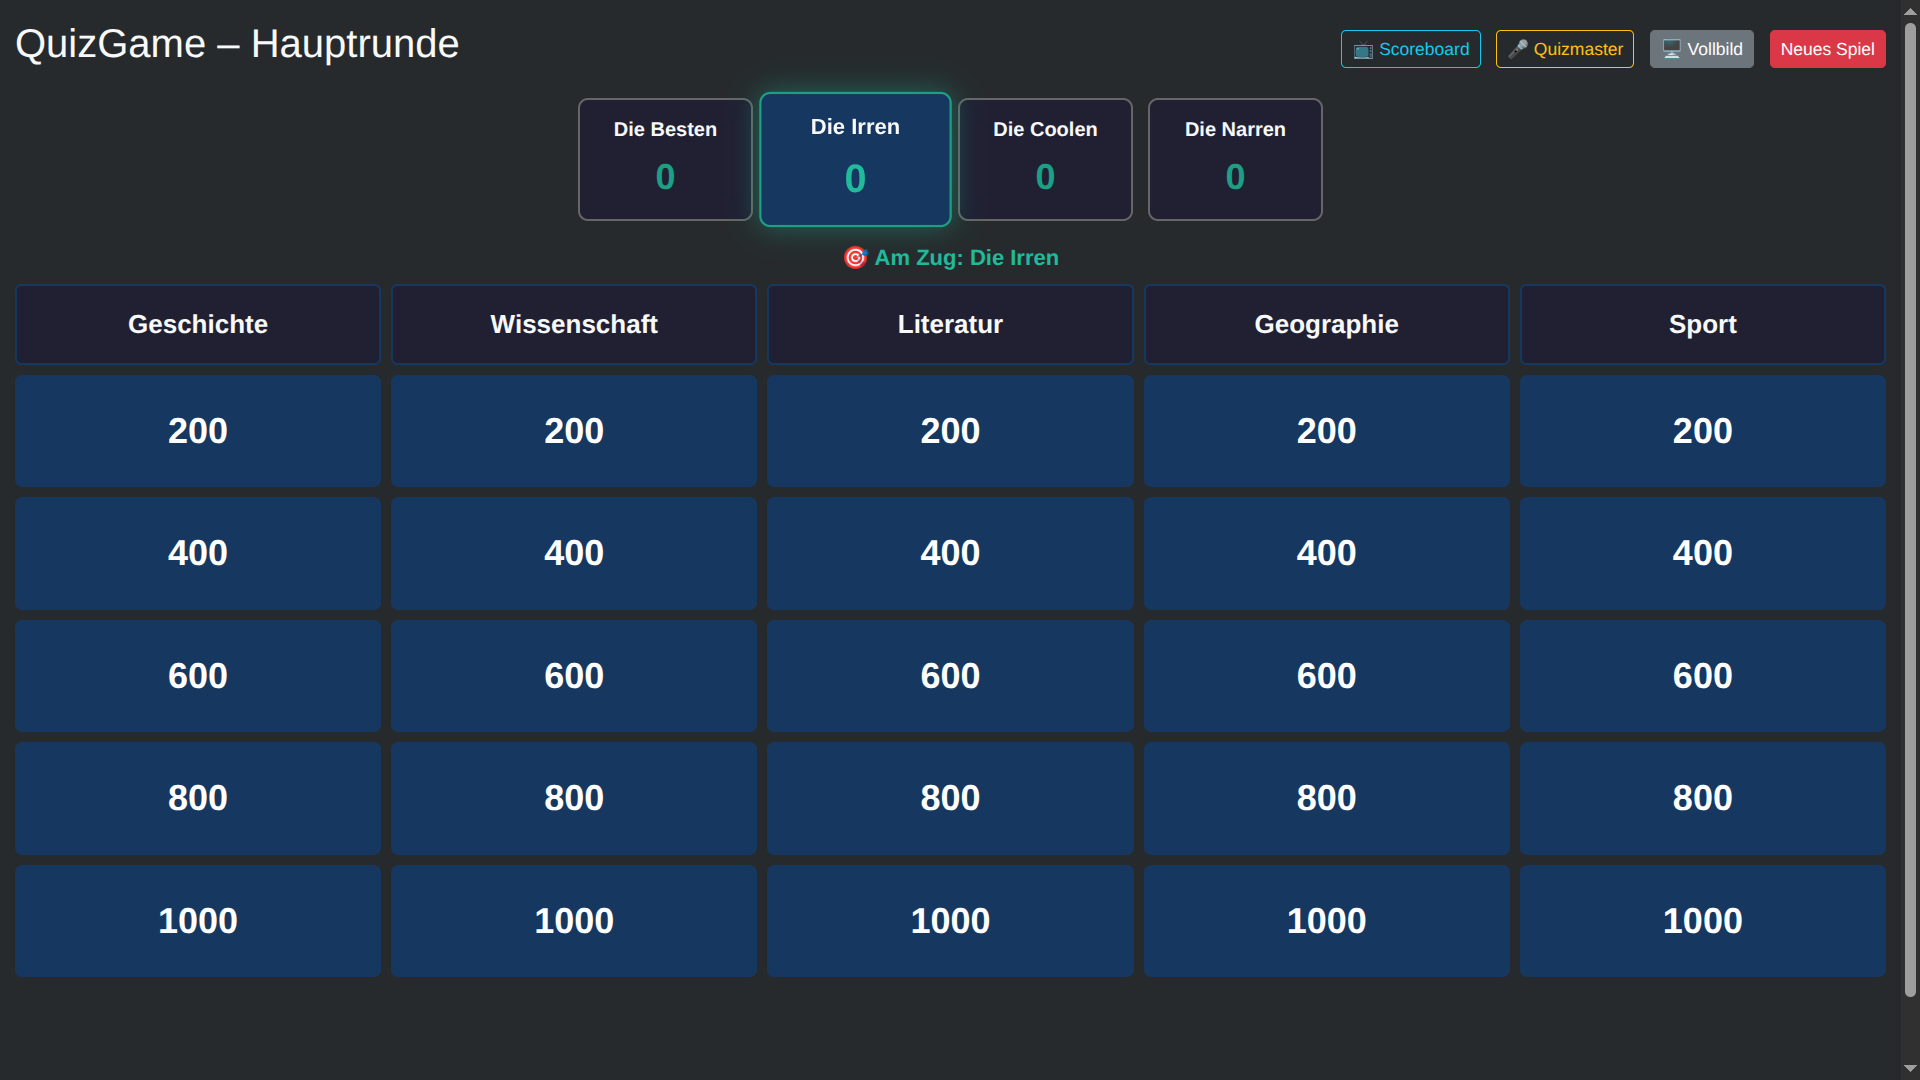 QuizGame – Hauptrunde
📺 Scoreboard 🎤 Quizmaster 🖥️ Vollbild Neues Spiel
Die Besten Die Irren Die Coolen Die Narren
0 0 0 0
🎯 Am Zug: Die Irren
Geschichte Wissenschaft Literatur Geographie Sport
200 200 200 200 200
400 400 400 400 400
600 600 600 600 600
800 800 800 800 800
1000 1000 1000 1000 1000